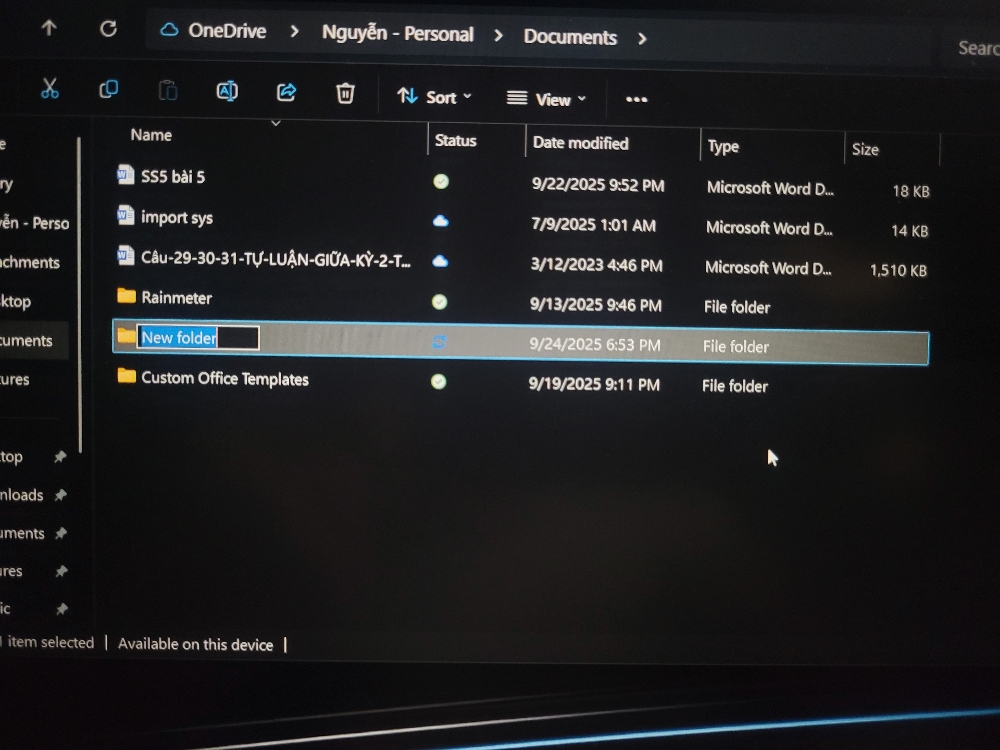 OneDrive > Nguyễn - Personal > Documents >
Searc
Sort View
Name Status Date modified Type Size
SS5 bài 5 9/22/2025 9:52 PM Microsoft Word D... 18 KB
import sys 7/9/2025 1:01 AM Microsoft Word D... 14 KB
Câu-29-30-31-TỰ-LUẬN-GIỮA-KỲ-2-T... 3/12/2023 4:46 PM Microsoft Word D... 1,510 KB
Rainmeter 9/13/2025 9:46 PM File folder
New folder 9/24/2025 6:53 PM File folder
Custom Office Templates 9/19/2025 9:11 PM File folder
e
ry
yễn - Perso
achments
ktop
cuments
tures
top
nloads
uments
ures
ic
1 item selected | Available on this device |